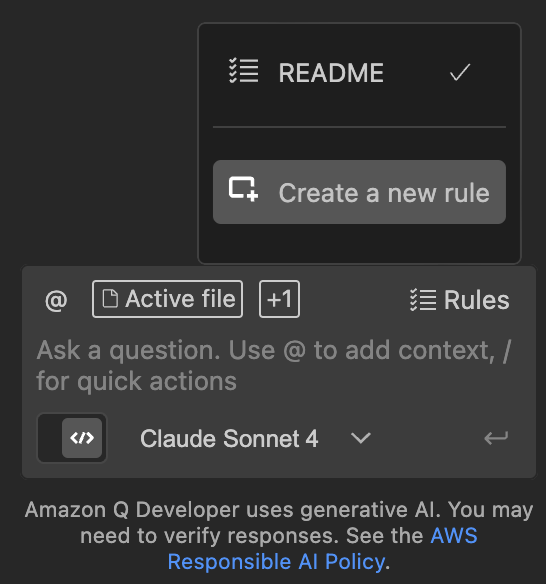 README
Create a new rule
@ Active file +1 Rules
Ask a question. Use @ to add context, /
for quick actions
</> Claude Sonnet 4
Amazon Q Developer uses generative AI. You may
need to verify responses. See the AWS
Responsible AI Policy.